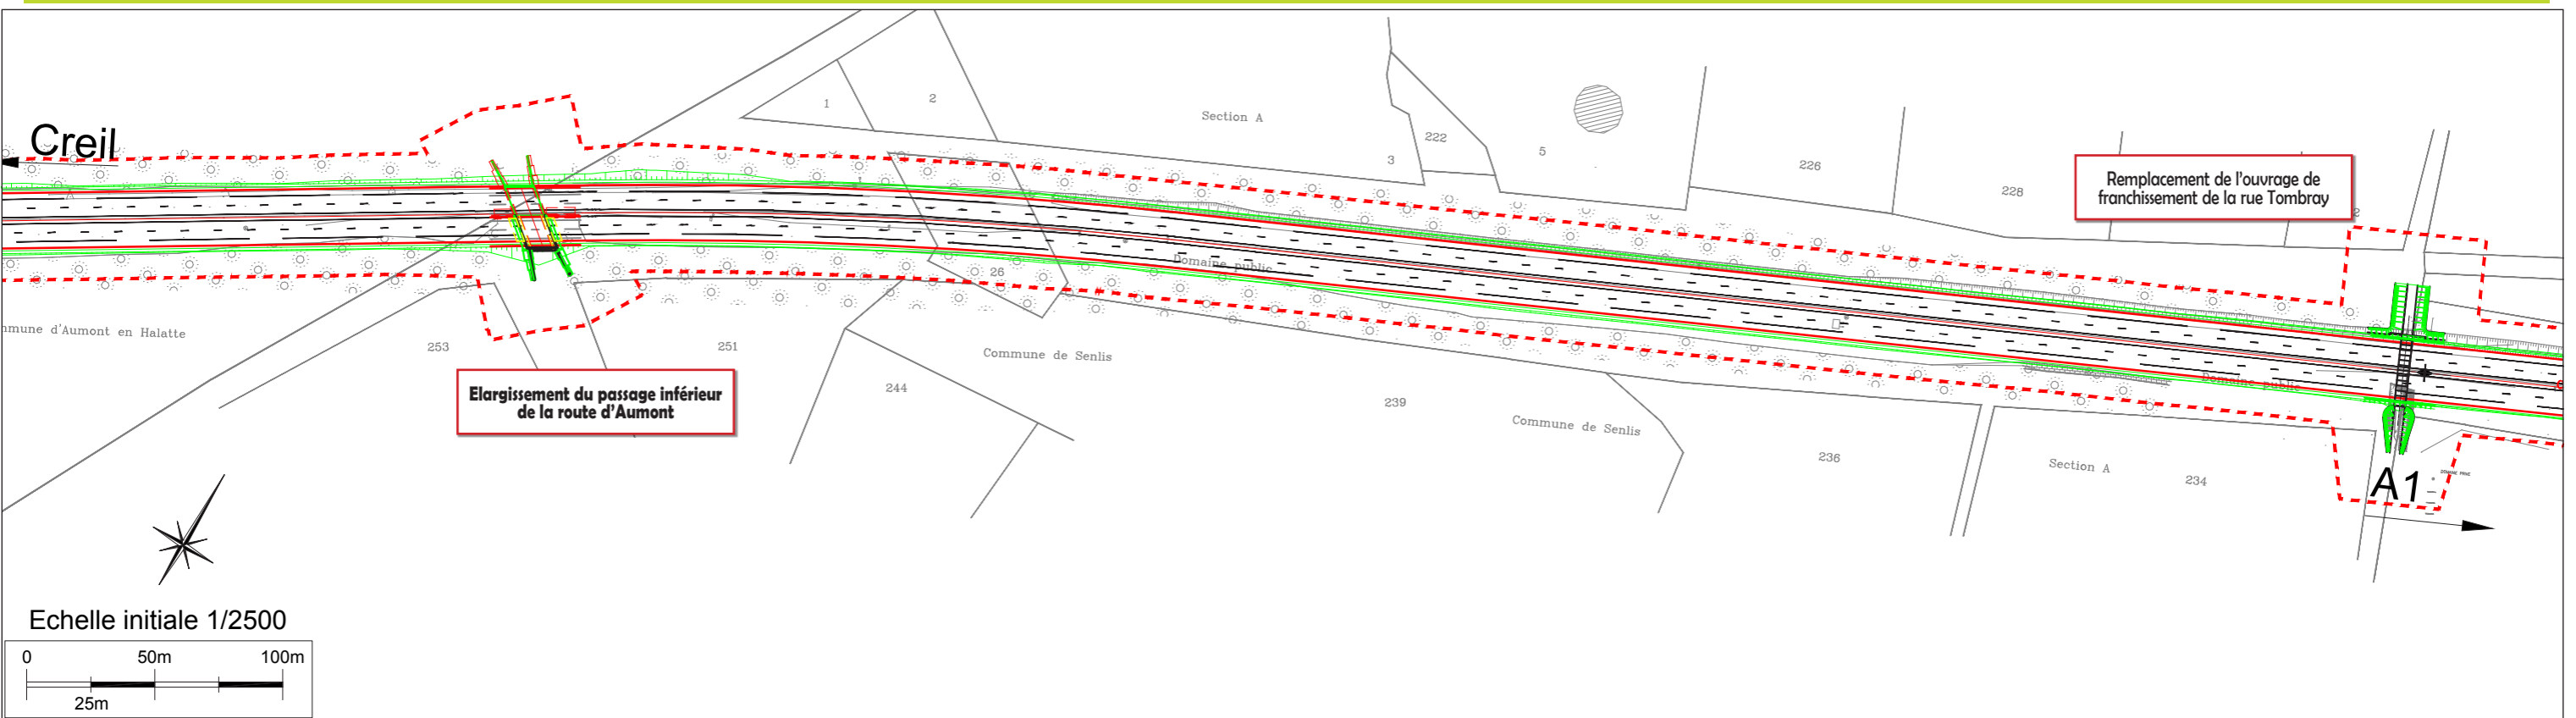 Creil
1
2
Section A
3
222
5
226
228
2
Remplacement de l'ouvrage de
franchissement de la rue Tombray
Domaine public
26
mmune d'Aumont en Halatte
253
251
Commune de Senlis
244
Elargissement du passage inférieur
de la route d'Aumont
239
Commune de Senlis
236
Domaine public
Section A
234
A1
Echelle initiale 1/2500
0 50m 100m
25m